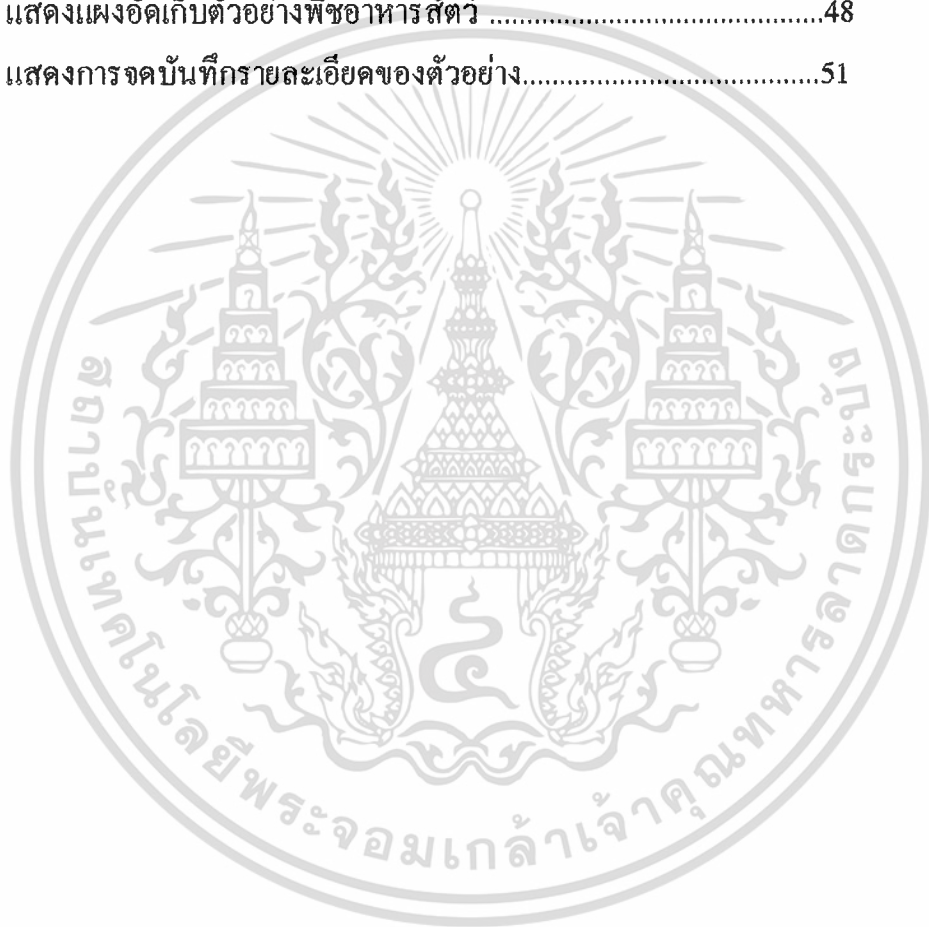 แสดงแผงอัดเก็บตัวอย่างพืชอาหารสัตว์ ............................................48
แสดงการจดบันทึกรายละเอียดของตัวอย่าง.......................................51
สถาบันเทคโนโลยีพระจอมเกล้าเจ้าคุณทหารลาดกระบัง
๔